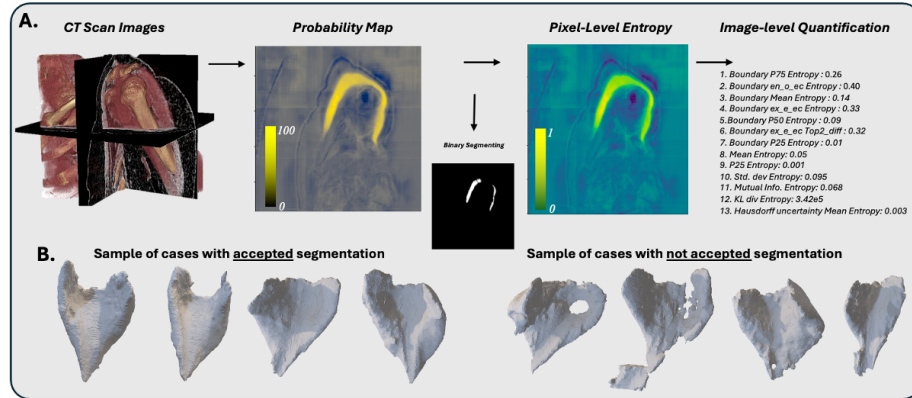 A.
CT Scan Images
Probability Map
Pixel-Level Entropy
Image-level Quantification
100
0
Binary Segmenting
1
0
1. Boundary P75 Entropy : 0.26
2. Boundary en_o_ec Entropy : 0.40
3. Boundary Mean Entropy : 0.14
4. Boundary ex_e_ec Entropy : 0.33
5.Boundary P50 Entropy : 0.09
6. Boundary ex_e_ec Top2_diff : 0.32
7. Boundary P25 Entropy : 0.01
8. Mean Entropy: 0.05
9. P25 Entropy: 0.001
10. Std. dev Entropy: 0.095
11. Mutual Info. Entropy: 0.068
12. KL div Entropy: 3.42e5
13. Hausdorff uncertainty Mean Entropy: 0.003
B.
Sample of cases with accepted segmentation
Sample of cases with not accepted segmentation